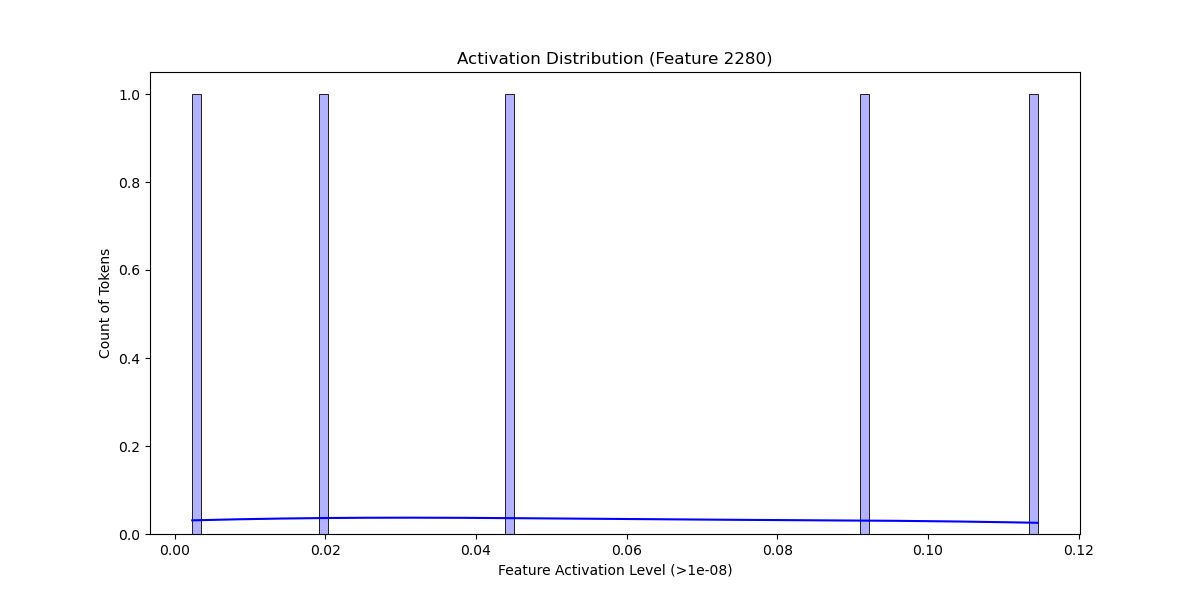 Activation Distribution (Feature 2280)
1.0
0.8
0.6
0.4
0.2
0.0
Count of Tokens
0.00 0.02 0.04 0.06 0.08 0.10 0.12
Feature Activation Level (>1e-08)